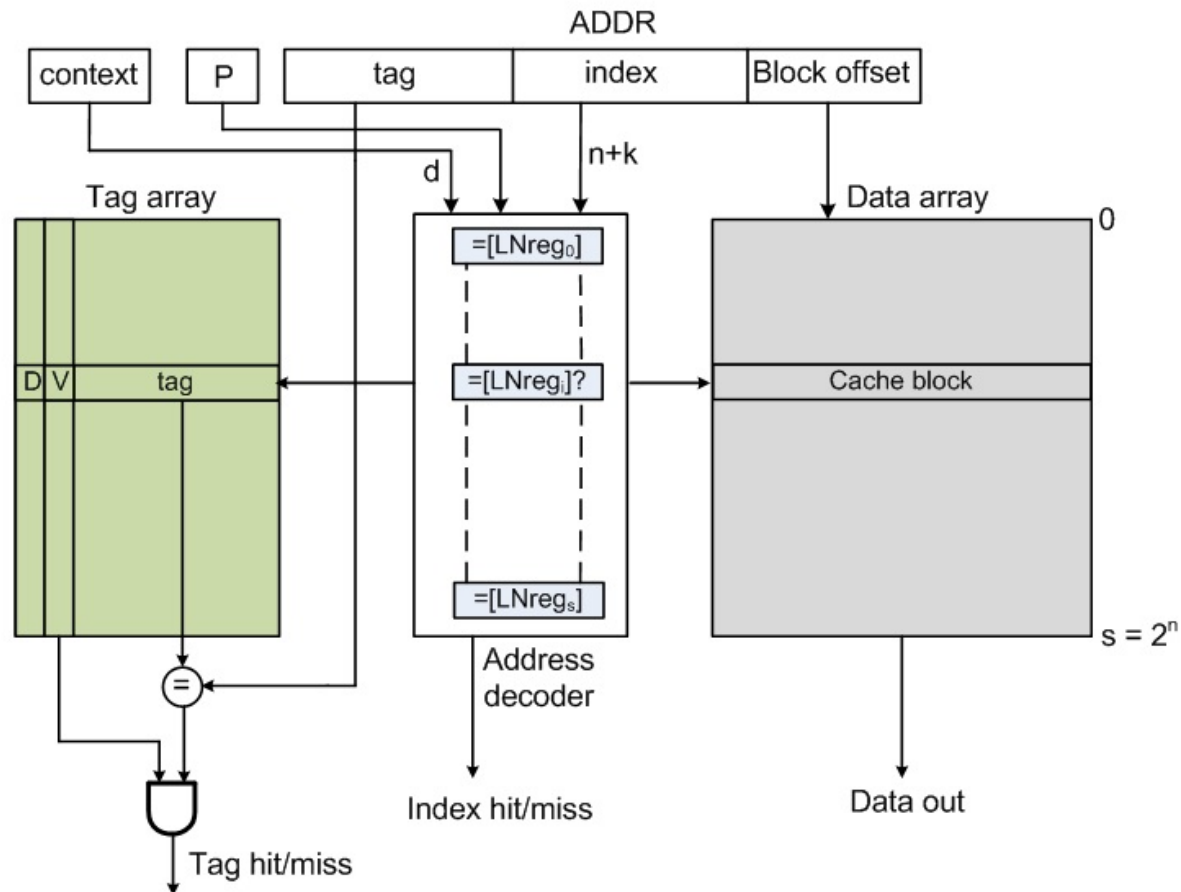 ADDR
context
P
tag
index
Block offset
d
n+k
Tag array
Data array
0
=[LNreg₀]
D V tag
=[LNregᵢ]?
Cache block
=[LNregₛ]
s = 2ⁿ
=
Address
decoder
Index hit/miss
Data out
Tag hit/miss